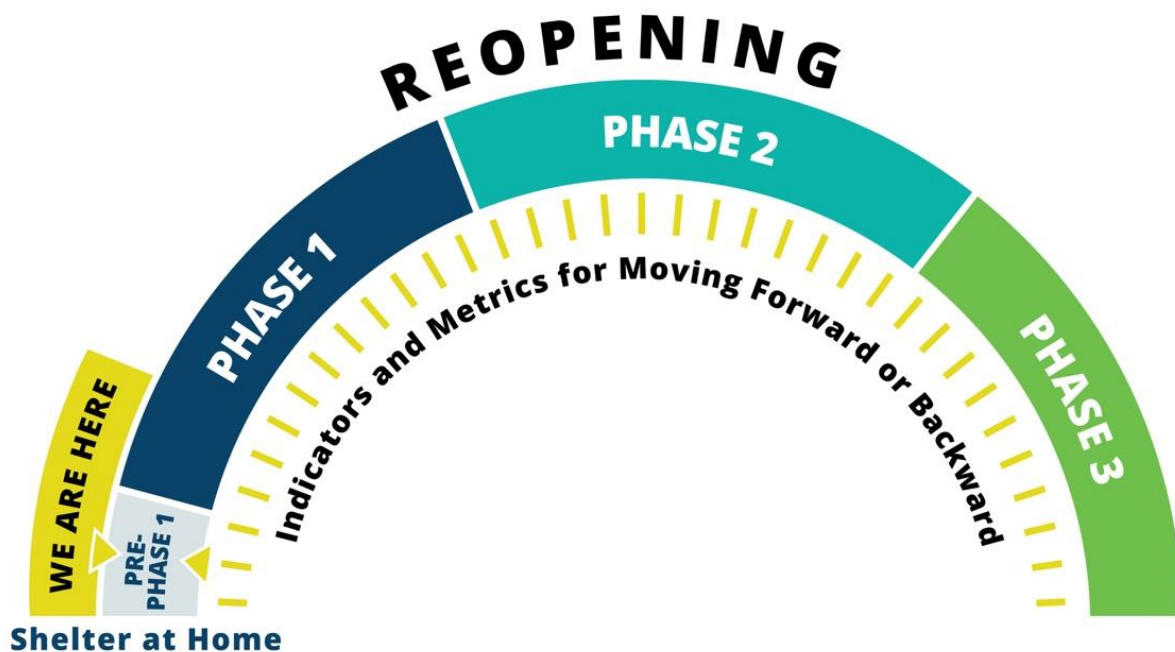 REOPENING
PHASE 1
PHASE 2
PHASE 3
Indicators and Metrics for Moving Forward or Backward
WE ARE HERE
PRE-
PHASE 1
Shelter at Home